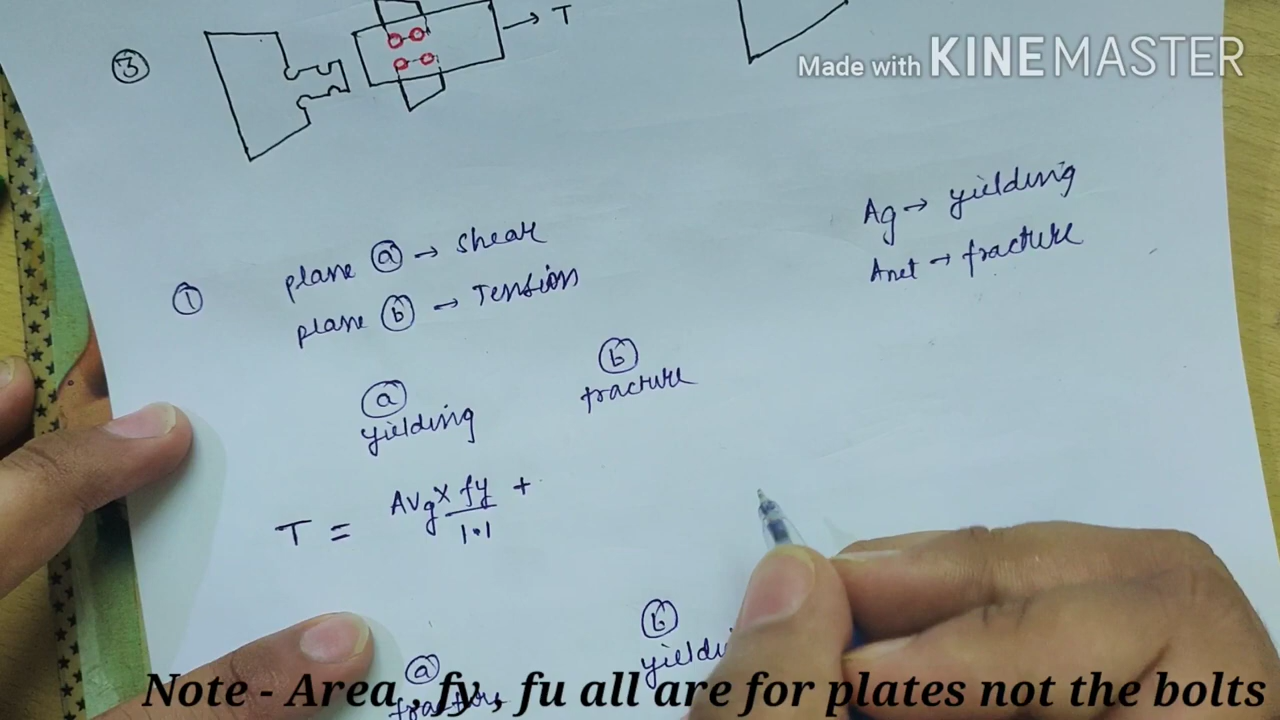 → T
③
Made with KINEMASTER
Ag → yielding
Anet → fracture
① plane ⓐ → shear
plane ⓑ → Tension
ⓐ
yielding
ⓑ
fracture
T = Avg × fy/1.1 +
ⓐ
ⓑ
Note - Area , fy , fu all are for plates not the bolts